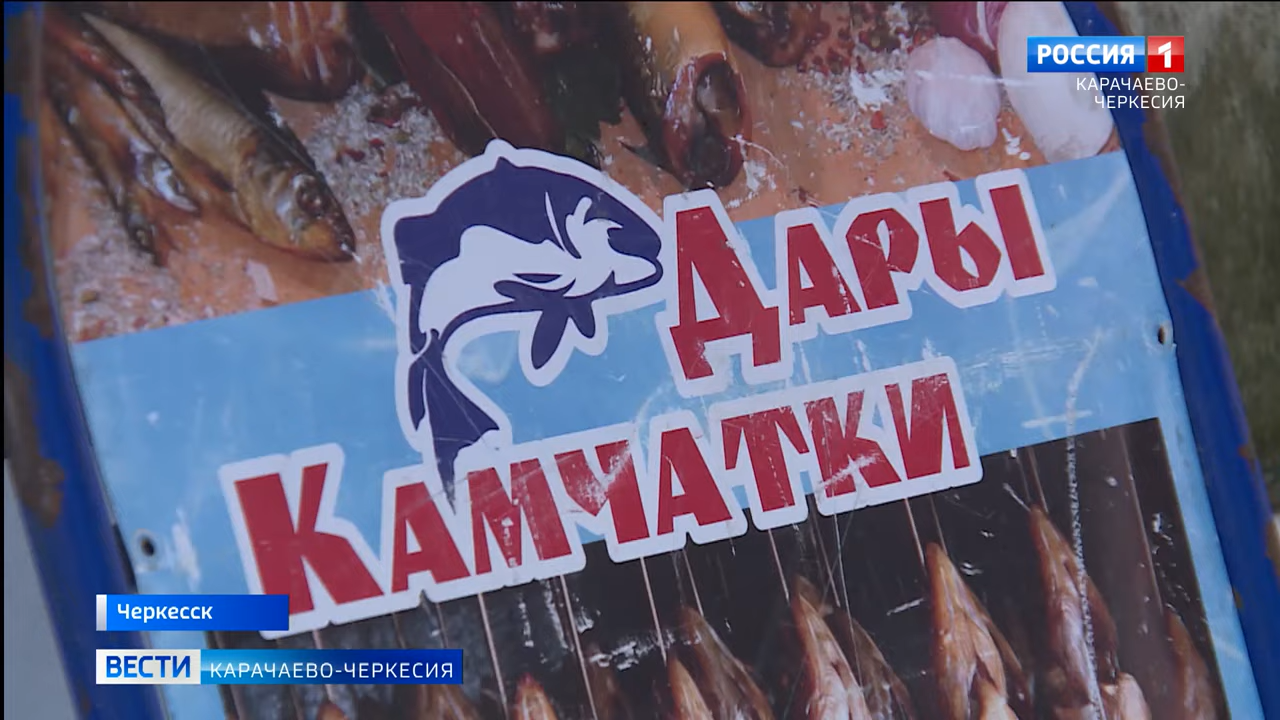 РОССИЯ 1
КАРАЧАЕВО-
ЧЕРКЕСИЯ
Дары
Камчатки
Черкесск
ВЕСТИ КАРАЧАЕВО-ЧЕРКЕСИЯ